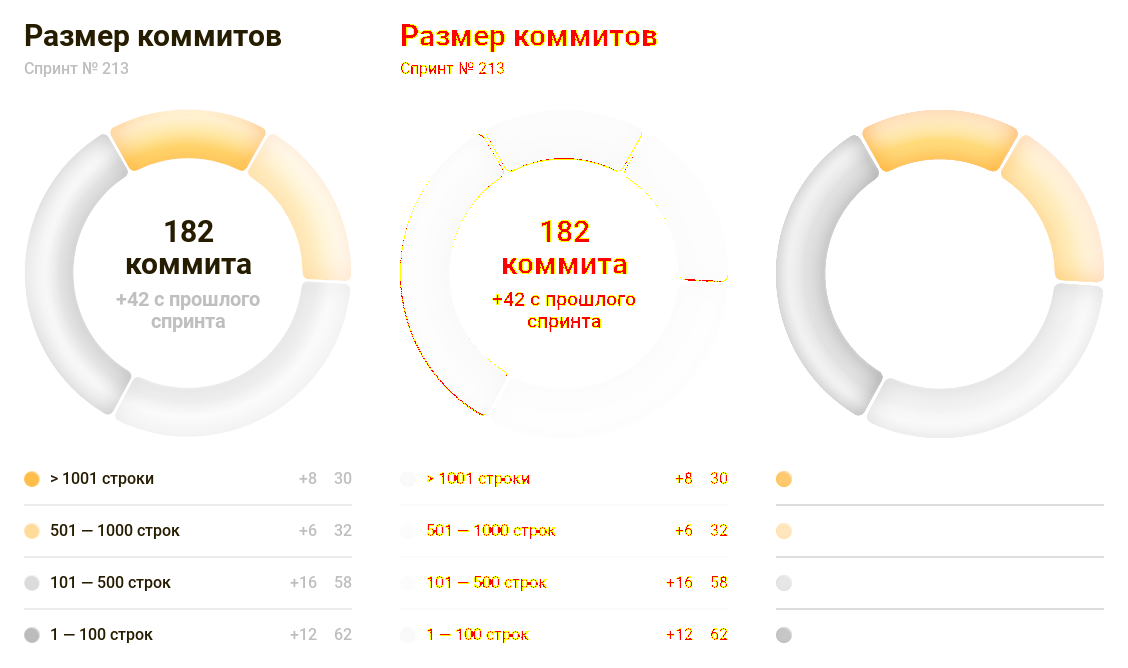 Размер коммитов
Спринт № 213
182
коммита
+42 с прошлого
спринта
> 1001 строки +8 30
501 — 1000 строк +6 32
101 — 500 строк +16 58
1 — 100 строк +12 62
Размер коммитов
Спринт № 213
182
коммита
+42 с прошлого
спринта
> 1001 строки +8 30
501 — 1000 строк +6 32
101 — 500 строк +16 58
1 — 100 строк +12 62